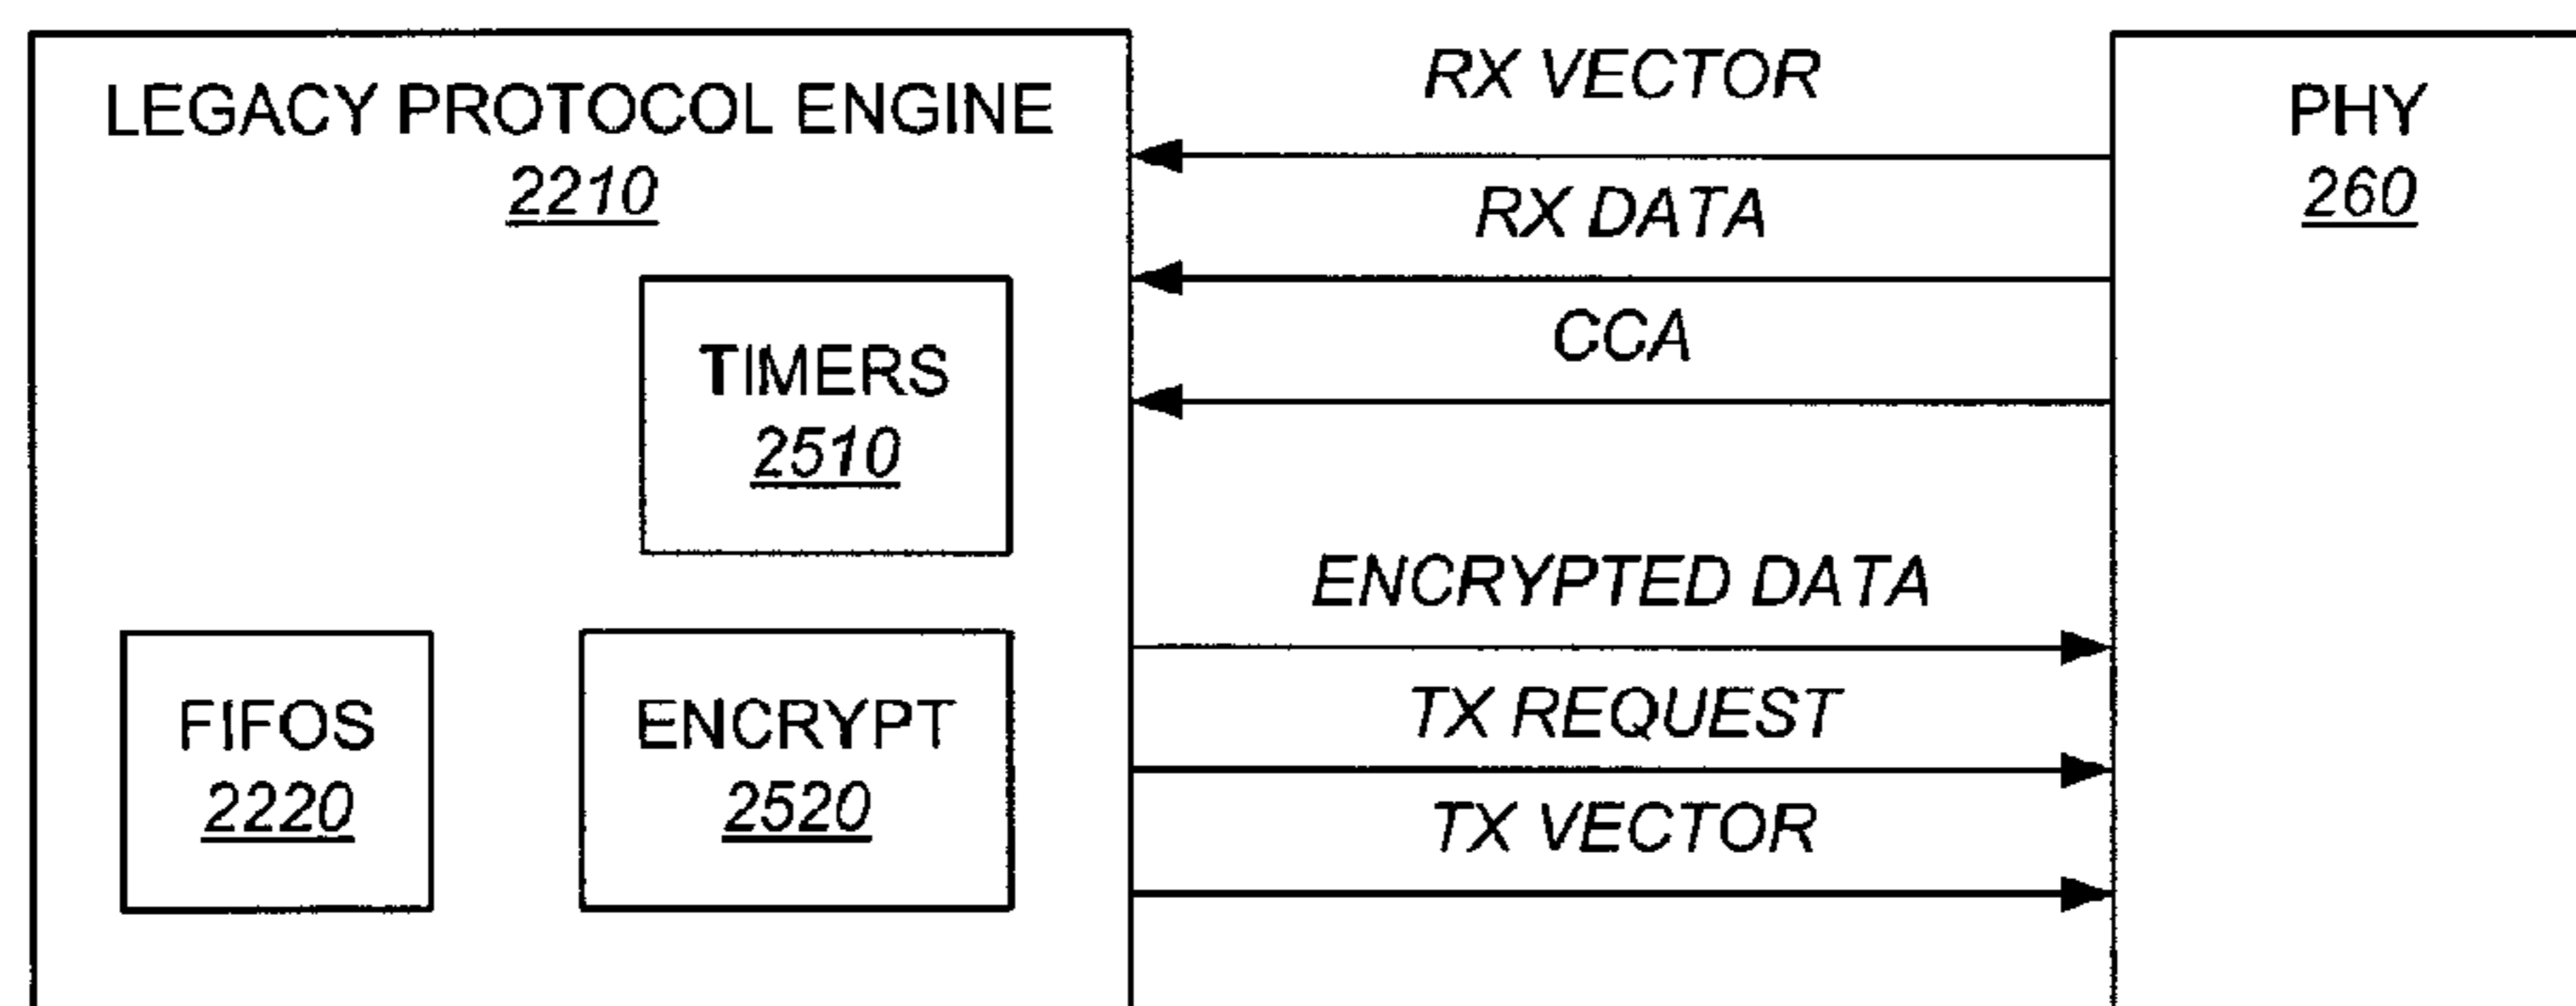 LEGACY PROTOCOL ENGINE
2210
TIMERS
2510
FIFOS
2220
ENCRYPT
2520
RX VECTOR
RX DATA
CCA
ENCRYPTED DATA
TX REQUEST
TX VECTOR
PHY
260